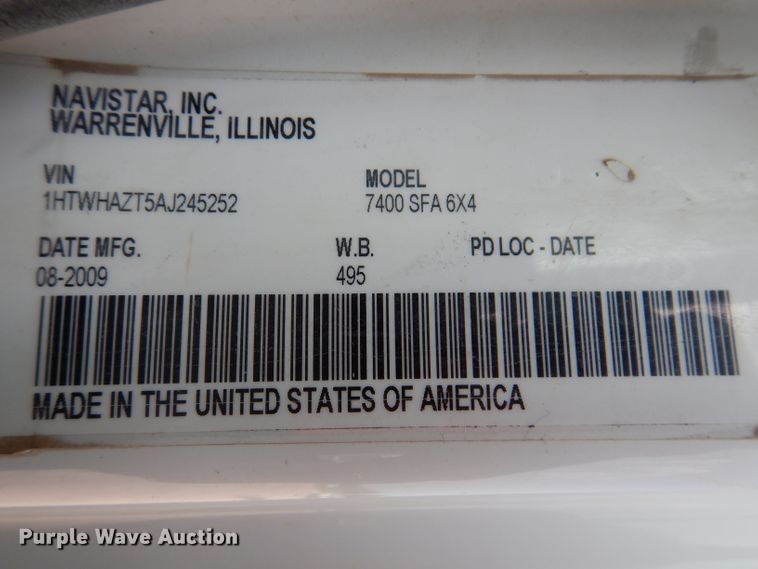 NAVISTAR, INC.
WARRENVILLE, ILLINOIS
VIN MODEL
1HTWHAZT5AJ245252 7400 SFA 6X4
DATE MFG. W.B. PD LOC - DATE
08-2009 495
MADE IN THE UNITED STATES OF AMERICA
Purple Wave Auction